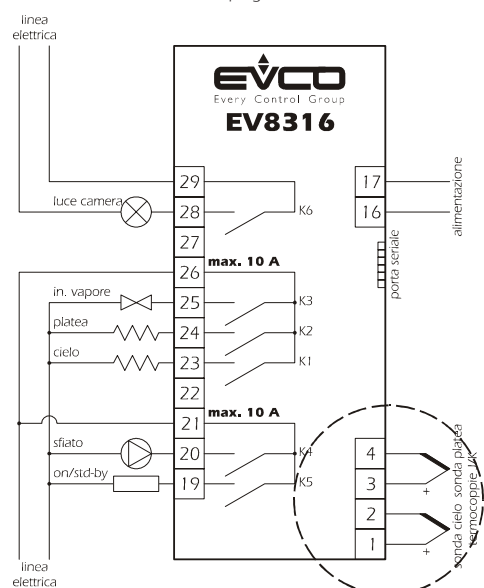 linea
elettrica
EVCO
Every Control Group
EV8316
29
luce camera
28
K6
27
max. 10 A
26
in. vapore
25
K3
platea
24
K2
cielo
23
K1
22
max. 10 A
21
sfiato
20
K4
on/std-by
19
K5
linea
elettrica
17
16
alimentazione
porta seriale
4
3
+
2
1
+
sonda cielo sonda platea
termocoppie J/K